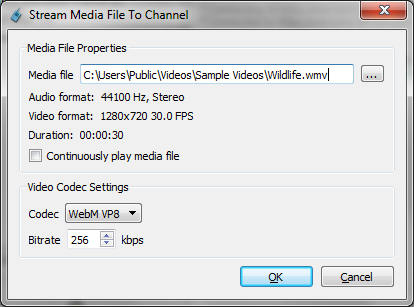 Stream Media File To Channel
Media File Properties
Media file C:\Users\Public\Videos\Sample Videos\Wildlife.wmv ...
Audio format: 44100 Hz, Stereo
Video format: 1280x720 30.0 FPS
Duration: 00:00:30
Continuously play media file
Video Codec Settings
Codec WebM VP8
Bitrate 256 kbps
OK Cancel